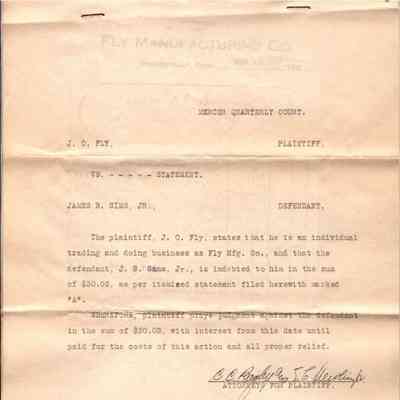 FLY MANUFACTURING CO.
MERCER QUARTERLY COURT.
J. C. FLY, PLAINTIFF.
VS. - - - - - STATEMENT.
JAMES B. SIMS, JR., DEFENDANT.
The plaintiff, J. C. Fly, states that he is an individual
trading and doing business as Fly Mfg. Co., and that the
defendant, J. B. Sims, Jr., is indebted to him in the sum
of $30.03, as per itemized statement filed herewith marked
"A".
WHEREFORE, plaintiff prays judgment against the defendant
in the sum of $30.03, with interest from this date until
paid for the costs of this action and all proper relief.
ATTORNEYS FOR PLAINTIFF.